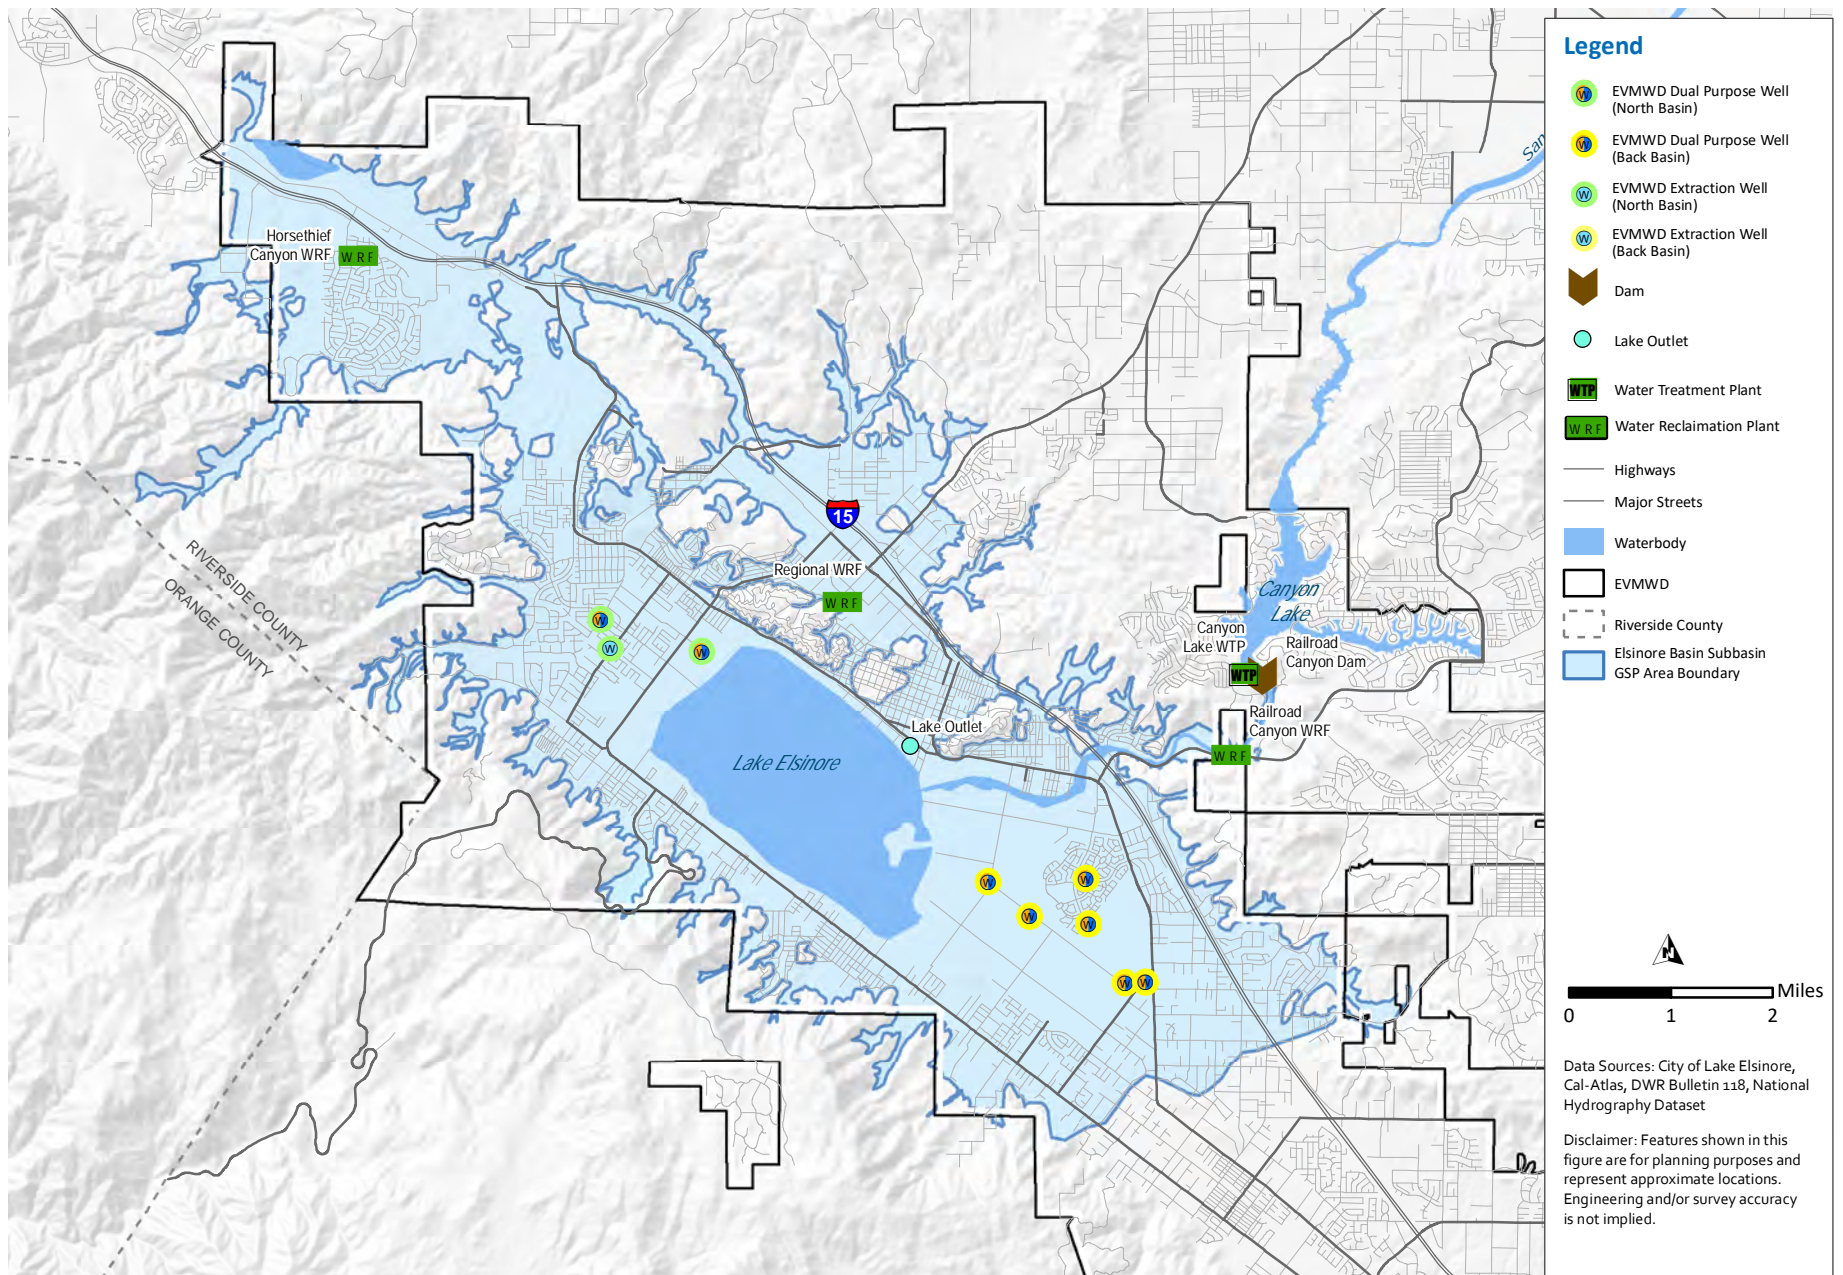 Horsethief
Canyon WRF
WRF
RIVERSIDE COUNTY
ORANGE COUNTY
15
Regional WRF
WRF
W
W
W
Lake Elsinore
Lake Outlet
Canyon
Lake
Canyon
Lake WTP
Railroad
Canyon Dam
WTP
Railroad
Canyon WRF
WRF
W
W
W
W
W
W
San
Legend
W
EVMWD Dual Purpose Well
(North Basin)
W
EVMWD Dual Purpose Well
(Back Basin)
W
EVMWD Extraction Well
(North Basin)
W
EVMWD Extraction Well
(Back Basin)
Dam
Lake Outlet
WTP Water Treatment Plant
WRF Water Reclaimation Plant
Highways
Major Streets
Waterbody
EVMWD
Riverside County
Elsinore Basin Subbasin
GSP Area Boundary
N
Miles
0 1 2
Data Sources: City of Lake Elsinore,
Cal-Atlas, DWR Bulletin 118, National
Hydrography Dataset
Disclaimer: Features shown in this
figure are for planning purposes and
represent approximate locations.
Engineering and/or survey accuracy
is not implied.